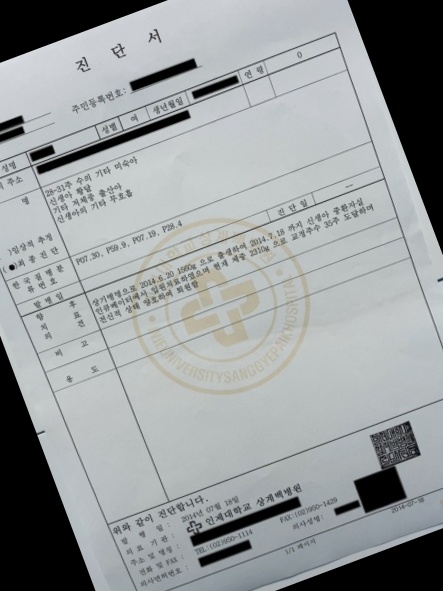 진 단 서
주민등록번호:
성명
성별 여 생년월일 연 령 0
주소
명
28-31주 수의 기타 미숙아
신생아 황달
기타 저체중 출산아
신생아의 기타 무호흡
)임상적 추정
(●)최 종 진 단
한 국 질 병 분
류 번 호
P07.30, P59.9, P07.19, P28.4
발 병 일
진 단 일
향 후
치 료
의 견
상기병명으로 2014.6.20 1560g 으로 출생하여 2014.7.18 까지 신생아 중환자실
인큐베이터에서 입원치료하였으며 현재 체중 2310g 으로 교정주수 35주 도달하며
전신적 상태 양호하여 퇴원함
비 고
용 도
UNIVERSITY SANGGYE PAIK HOSPITAL
위와 같이 진단합니다.
발 행 일 : 2014년 07월 18일
의 료 기 관 : 인제대학교 상계백병원
주소 및 명칭 :
전화 및 FAX : TEL:(02)950-1114 FAX:(02)950-1429
의사면허번호 : 의사성명:
1/1 페이지
2014-07-18